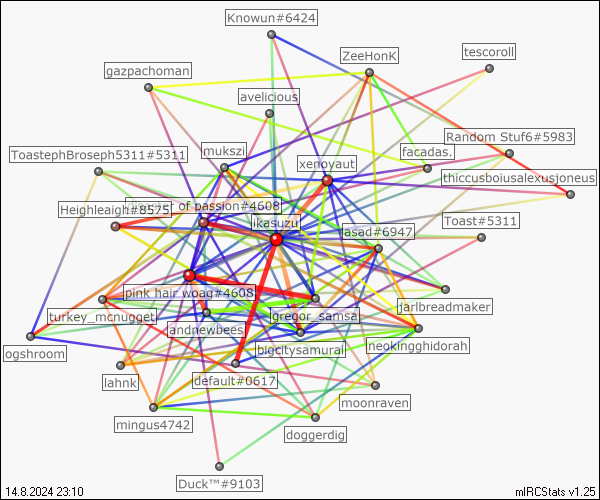 Knowun#6424
ZeeHonK
tescoroll
gazpachoman
avelicious
Random Stuf6#5983
mukszi
facadas.
ToastephBroseph5311#5311
xenoyaut
thiccusboiusalexusjoneus
of passion#4608
Heighleaigh#8575
ikasuzu
Toast#5311
asad#6947
pink hair woag#4608
jarlbreadmaker
turkey_mcnugget
gregor_samsa
andnewbees
neokingghidorah
bigcitysamurai
ogshroom
lahnk
default#0617
moonraven
mingus4742
doggerdig
Duck™#9103
14.8.2024 23:10
mIRCStats v1.25